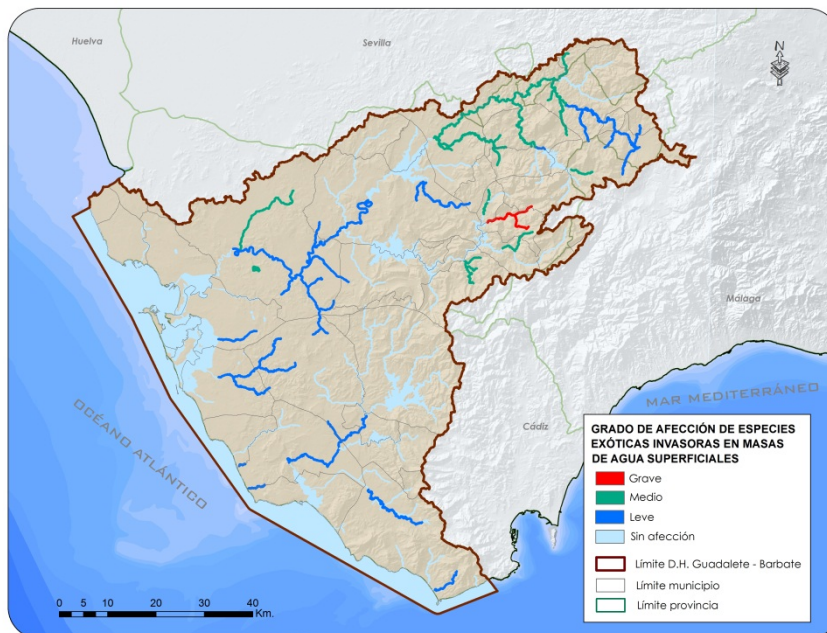 Huelva
Sevilla
N
Málaga
MAR MEDITERRÁNEO
OCÉANO ATLÁNTICO
Cádiz
GRADO DE AFECCIÓN DE ESPECIES
EXÓTICAS INVASORAS EN MASAS
DE AGUA SUPERFICIALES
Grave
Medio
Leve
Sin afección
Límite D.H. Guadalete - Barbate
Límite municipio
Límite provincia
0 5 10 20 30 40
Km.